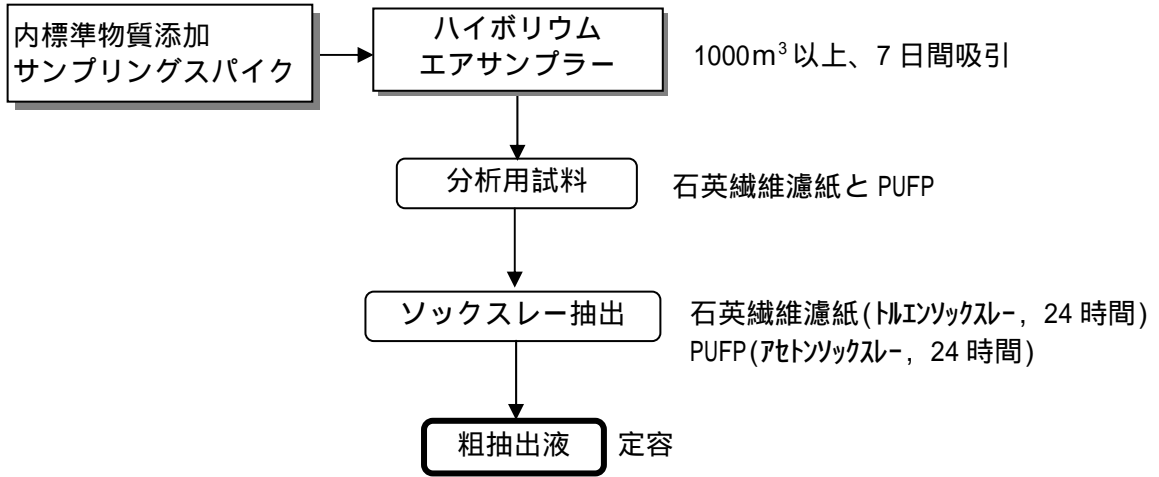 内標準物質添加
サンプリングスパイク
ハイボリウム
エアサンプラー
1000m³以上、7日間吸引
分析用試料
石英繊維濾紙と PUFP
ソックスレー抽出
石英繊維濾紙(ﾄﾙｴﾝｿｯｸｽﾚｰ, 24時間)
PUFP(ｱｾﾄﾝｿｯｸｽﾚｰ, 24時間)
粗抽出液
定容